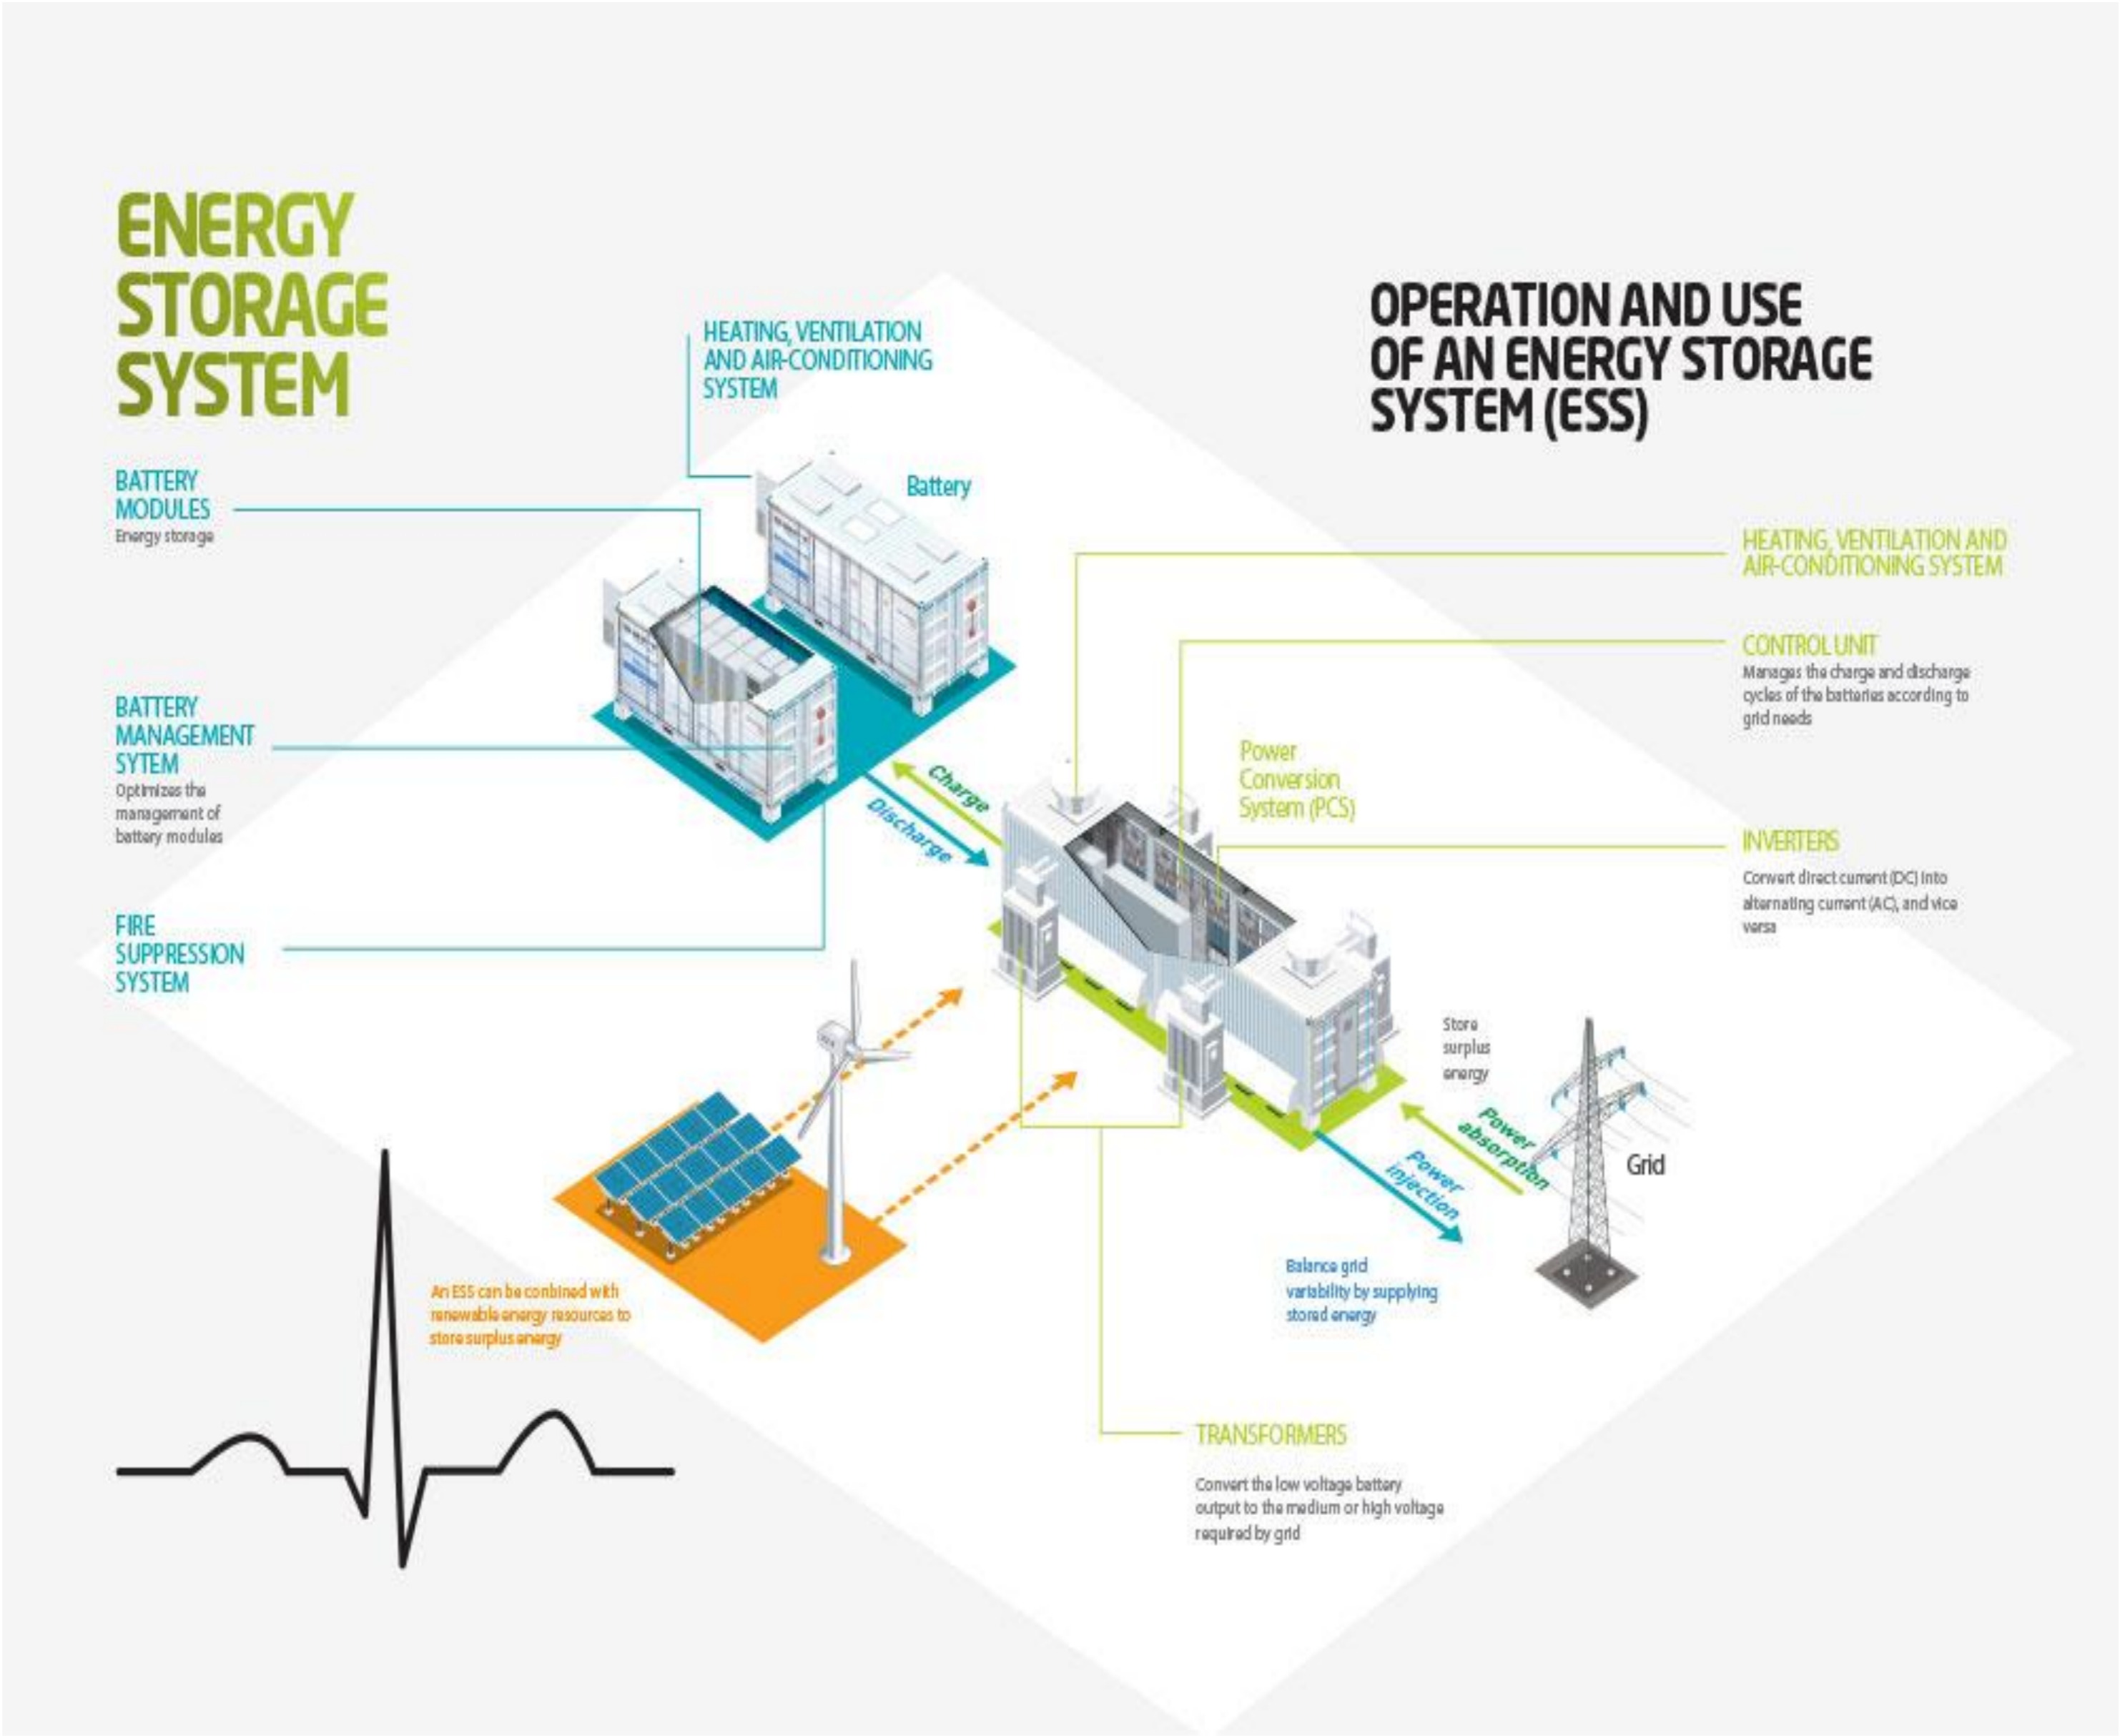 ENERGY
STORAGE
SYSTEM
OPERATION AND USE
OF AN ENERGY STORAGE
SYSTEM (ESS)
HEATING, VENTILATION
AND AIR-CONDITIONING
SYSTEM
Battery
BATTERY
MODULES
Energy storage
BATTERY
MANAGEMENT
SYTEM
Optimizes the
management of
battery modules
FIRE
SUPPRESSION
SYSTEM
Charge
Discharge
Power
Conversion
System (PCS)
HEATING, VENTILATION AND
AIR-CONDITIONING SYSTEM
CONTROL UNIT
Manages the charge and discharge
cycles of the batteries according to
grid needs
INVERTERS
Convert direct current (DC) into
alternating current (AC), and vice
versa
Store
surplus
energy
Power
absorption
Power
injection
Grid
Balance grid
variability by supplying
stored energy
An ESS can be conbined with
renewable energy resources to
store surplus energy
TRANSFORMERS
Convert the low voltage battery
output to the medium or high voltage
required by grid